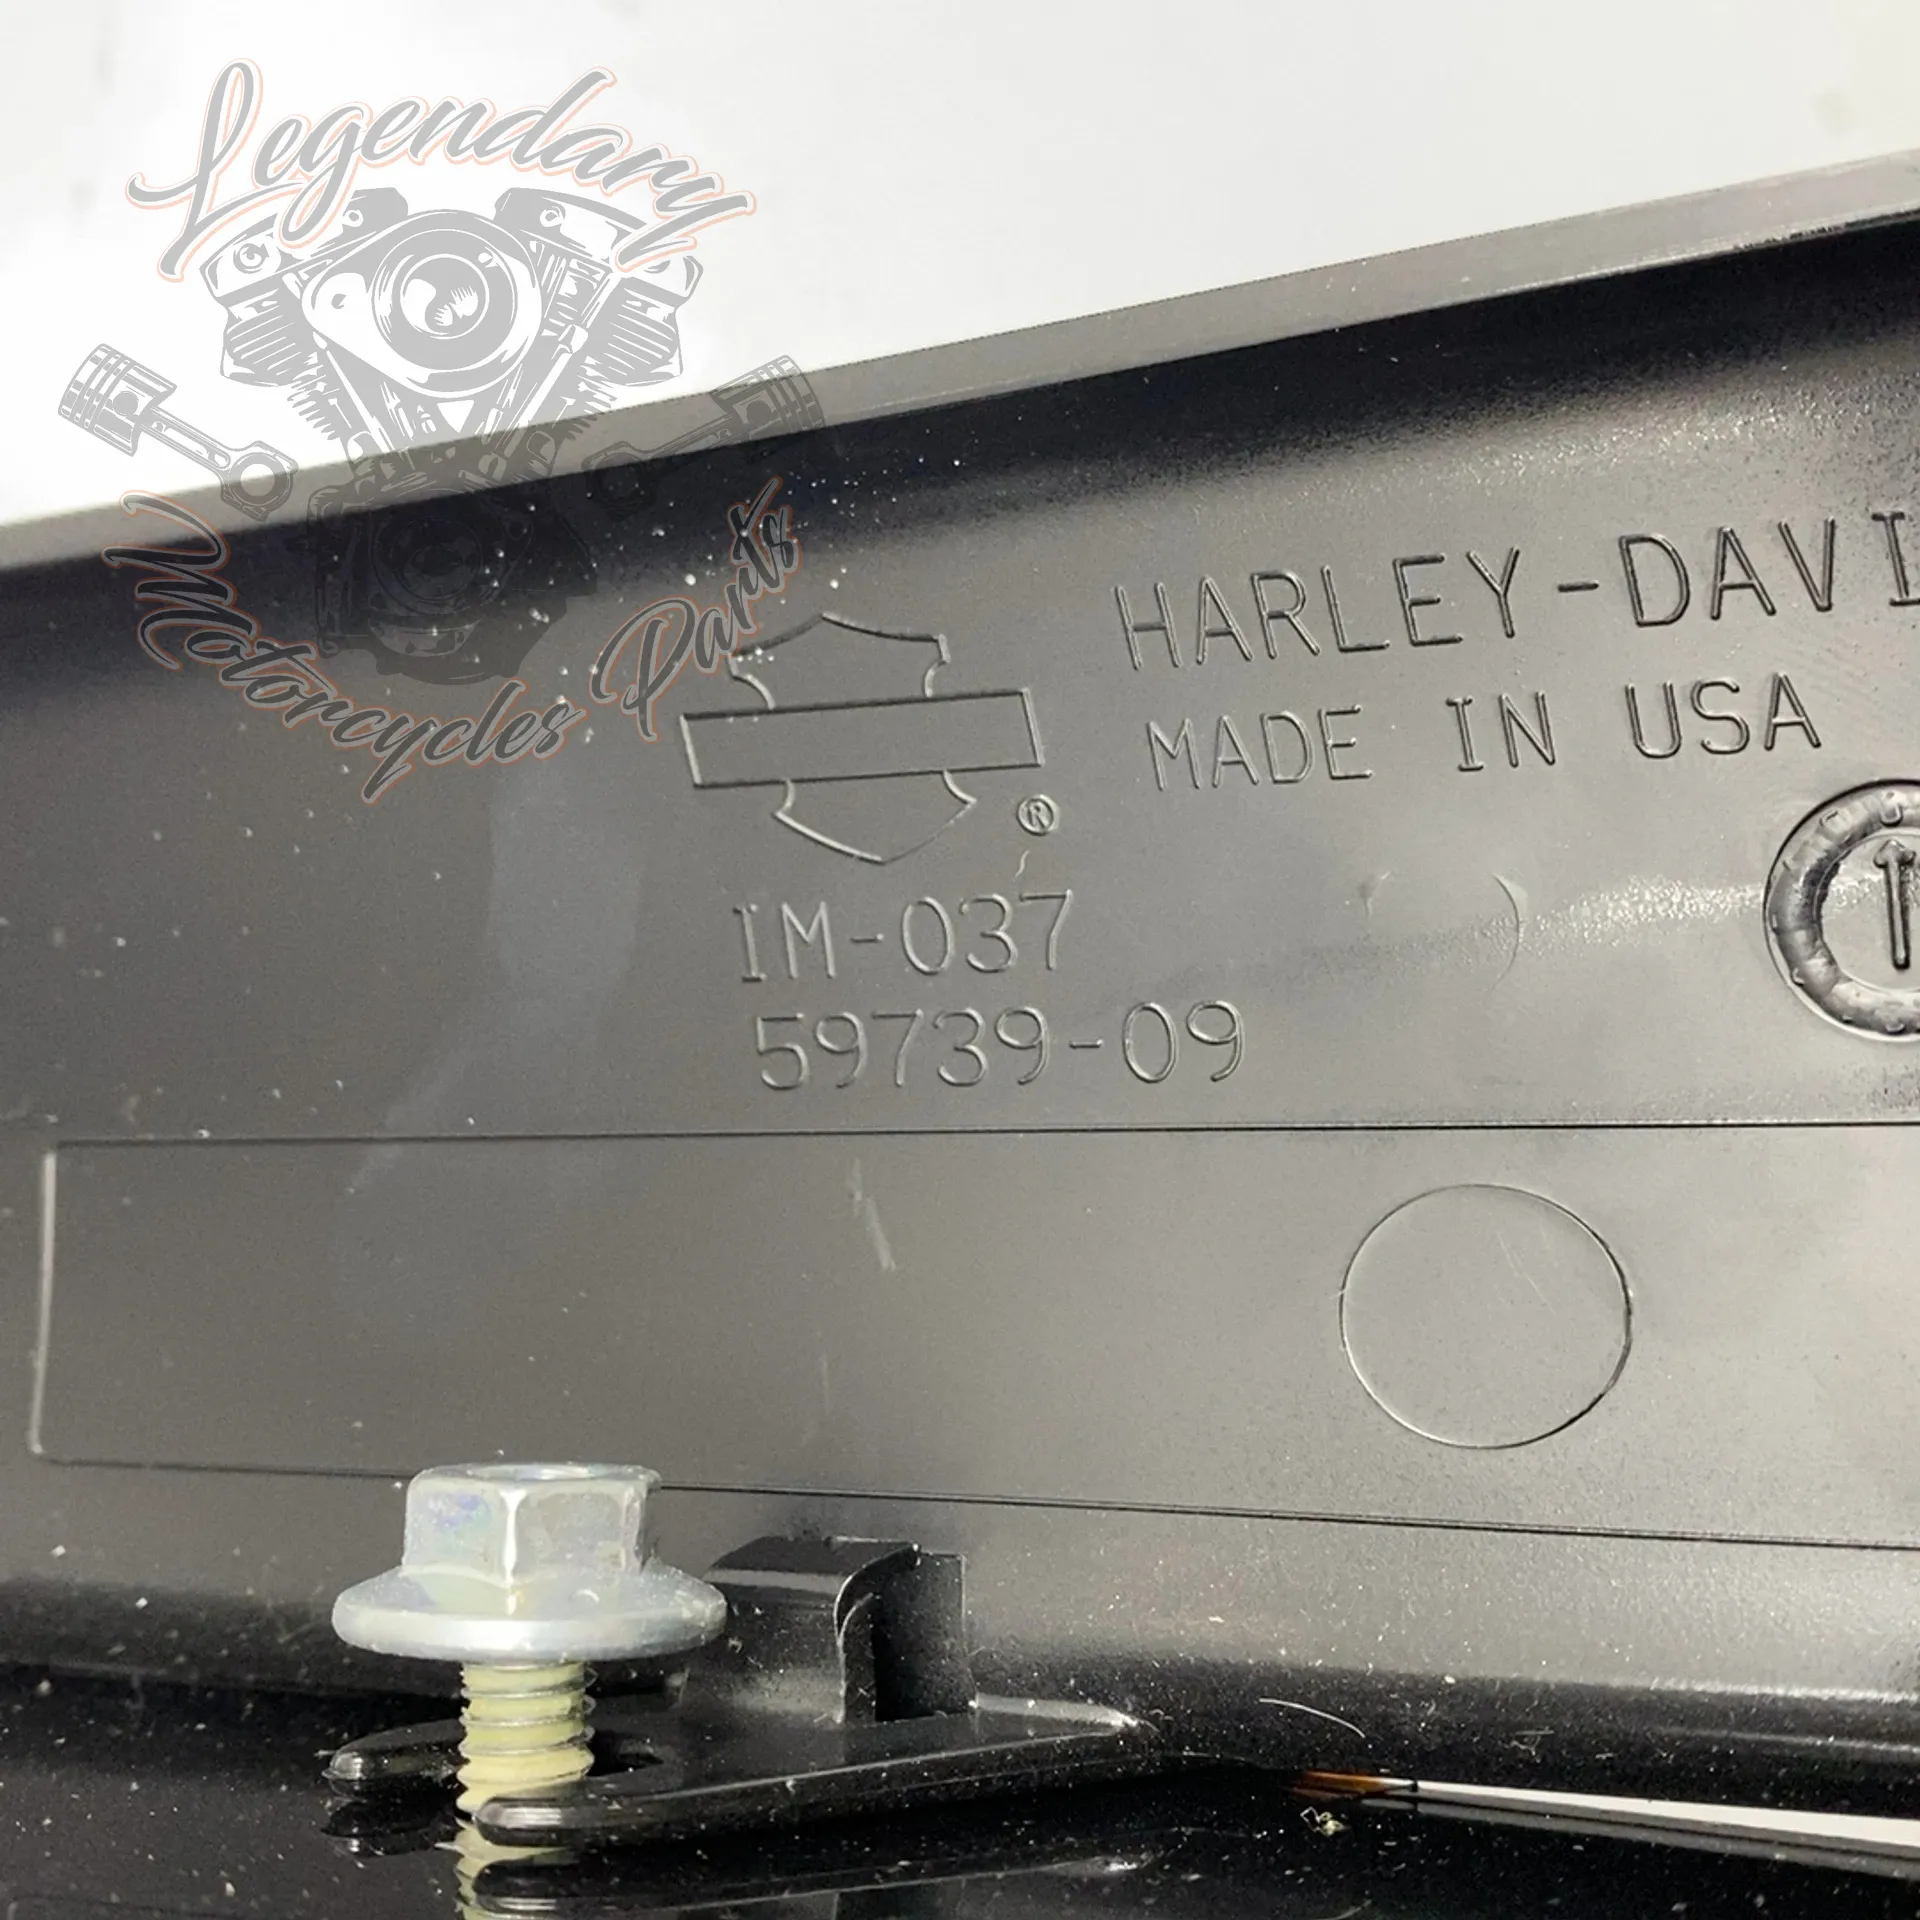 Legendary
Motorcycles Parts
HARLEY-DAVI
MADE IN USA
®
IM-037
59739-09